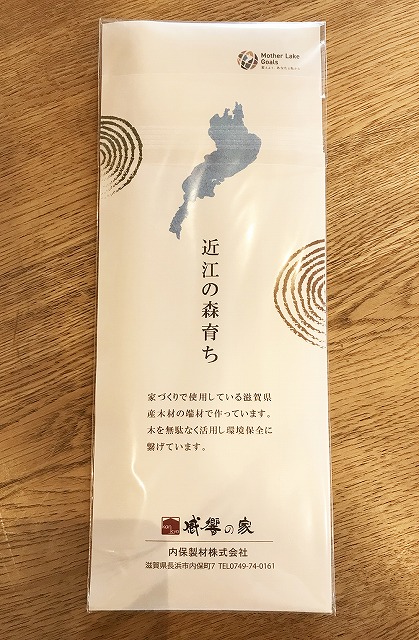 Mother Lake
Goals
近江の森育ち
家づくりで使用している滋賀県
産木材の端材で作っています。
木を無駄なく活用し環境保全に
繋げています。
感響の家
内保製材株式会社
滋賀県長浜市内保町7 TEL0749-74-0161